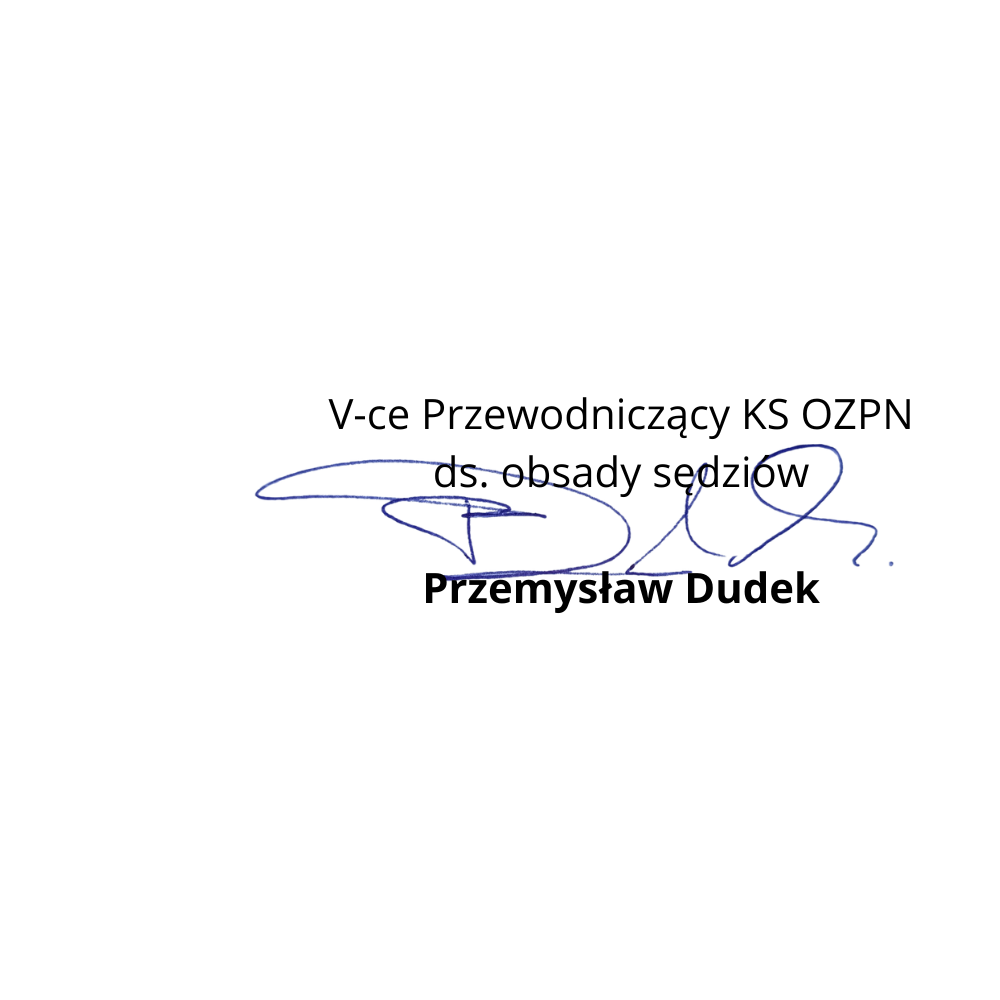 V-ce Przewodniczący KS OZPN
ds. obsady sędziów
Przemysław Dudek